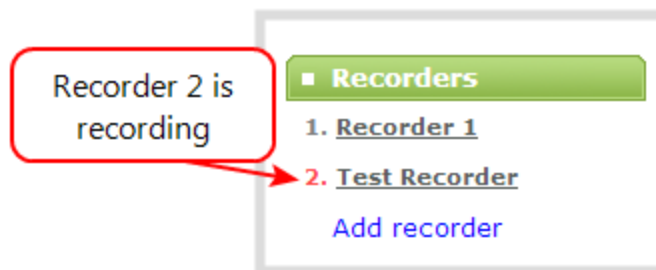 Recorder 2 is
recording
Recorders
1. Recorder 1
2. Test Recorder
Add recorder